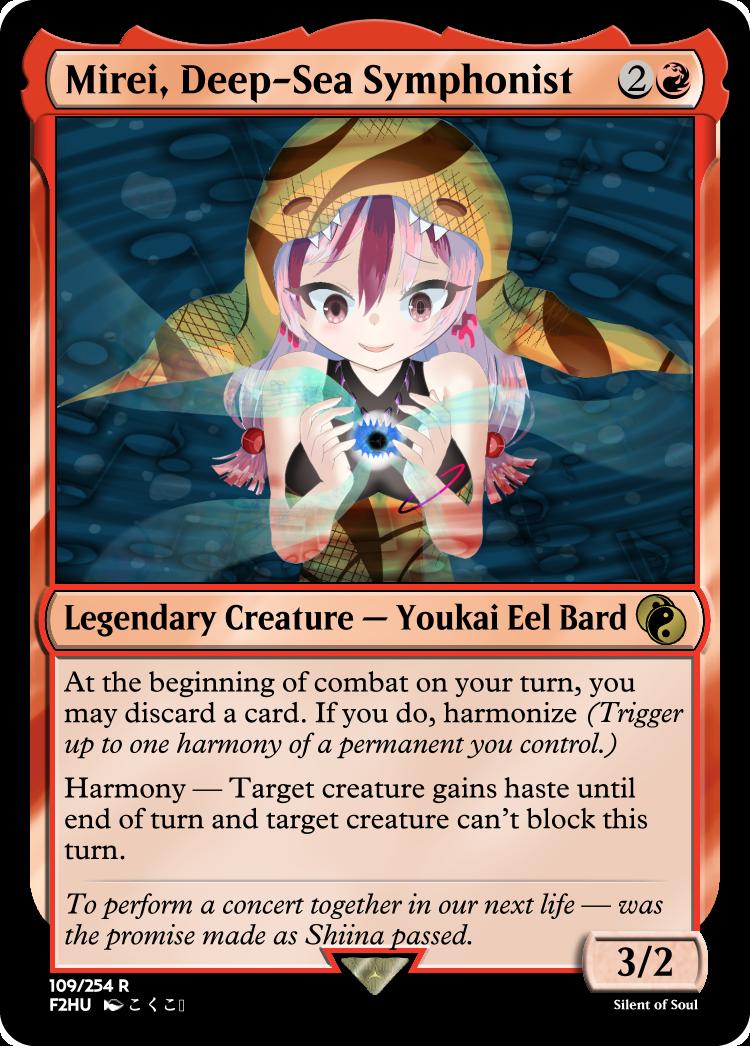 Mirei, Deep-Sea Symphonist 2
Legendary Creature — Youkai Eel Bard
At the beginning of combat on your turn, you
may discard a card. If you do, harmonize (Trigger
up to one harmony of a permanent you control.)
Harmony — Target creature gains haste until
end of turn and target creature can't block this
turn.
To perform a concert together in our next life — was
the promise made as Shiina passed.
3/2
109/254 R
F2HU こくこ
Silent of Soul